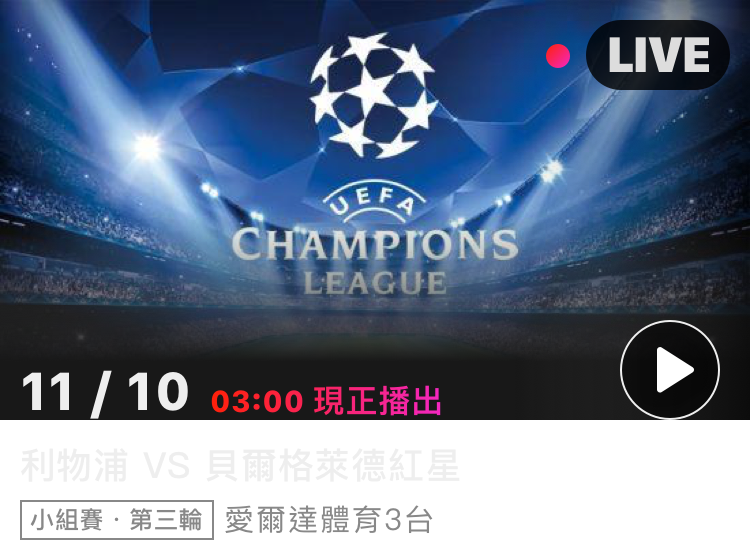 LIVE
UEFA
CHAMPIONS
LEAGUE
11 / 10 03:00 現正播出
利物浦 VS 貝爾格萊德紅星
小組賽 · 第三輪 愛爾達體育3台